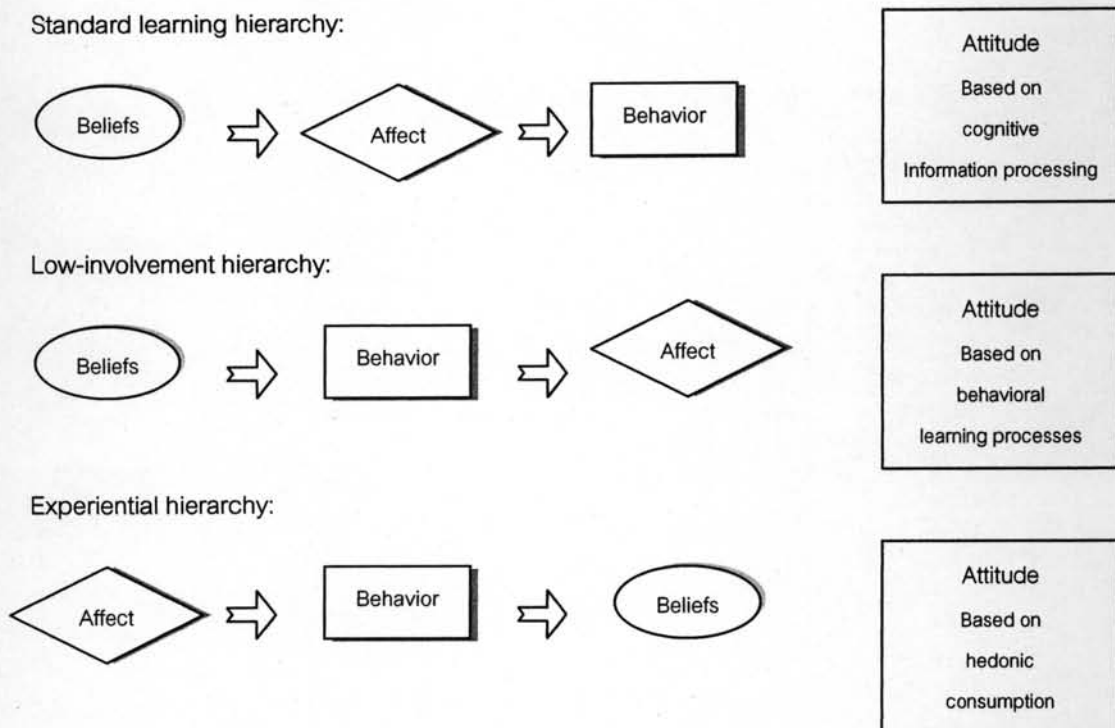 Standard learning hierarchy:
Beliefs
Affect
Behavior
Attitude
Based on
cognitive
Information processing
Low-involvement hierarchy:
Beliefs
Behavior
Affect
Attitude
Based on
behavioral
learning processes
Experiential hierarchy:
Affect
Behavior
Beliefs
Attitude
Based on
hedonic
consumption